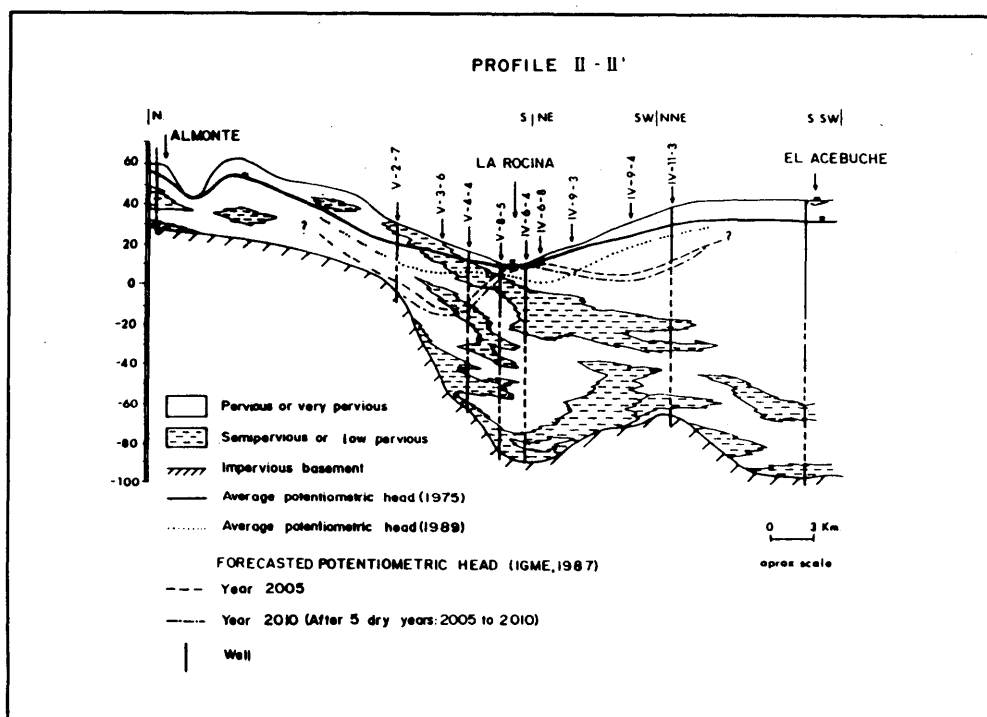 PROFILE II - II'
N
S NE
SW NNE
S SW
ALMONTE
LA ROCINA
EL ACEBUCHE
V-2-7
V-3-6
V-4-4
V-8-5
IV-6-4
IV-6-8
IV-9-3
IV-9-4
IV-11-3
60
40
20
0
-20
-40
-60
-80
-100
?
?
Pervious or very pervious
Semipervious or low pervious
Impervious basement
Average potentiometric head (1975)
Average potentiometric head (1989)
FORECASTED POTENTIOMETRIC HEAD (IGME, 1987)
Year 2005
Year 2010 (After 5 dry years: 2005 to 2010)
Well
0 3 Km.
aprox scale